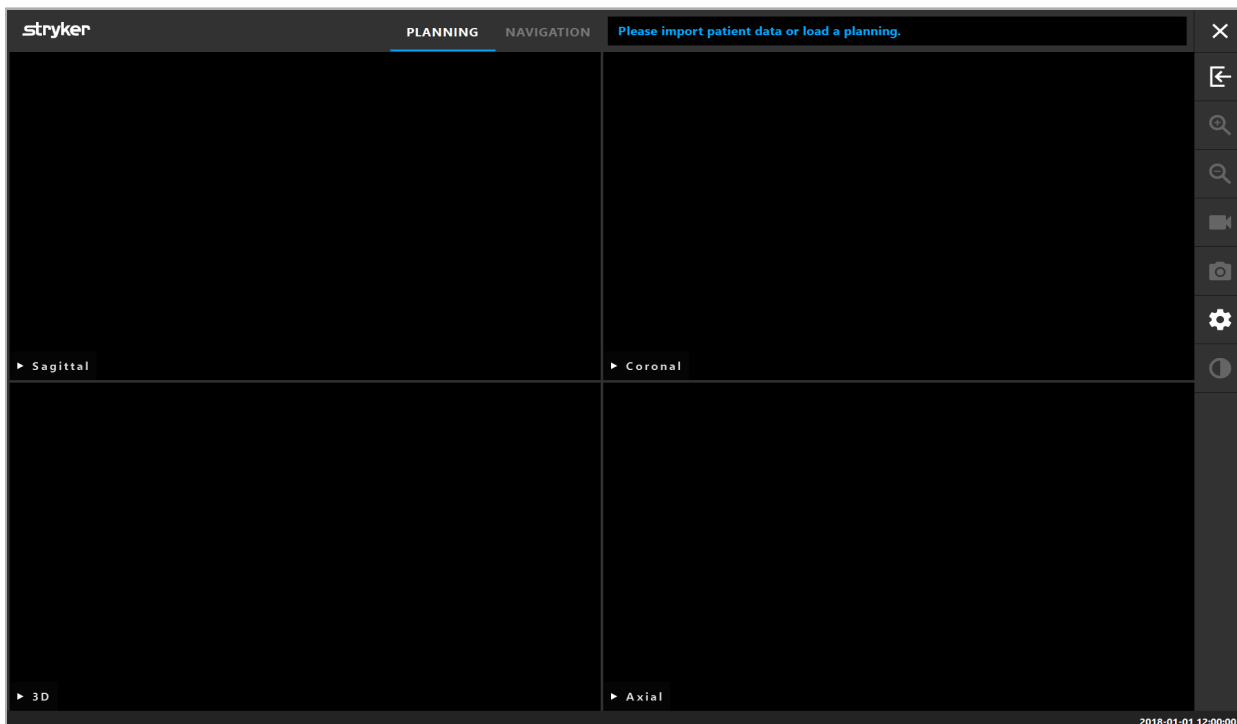 stryker
PLANNING NAVIGATION Please import patient data or load a planning.
Sagittal
Coronal
3D
Axial
2018-01-01 12:00:00